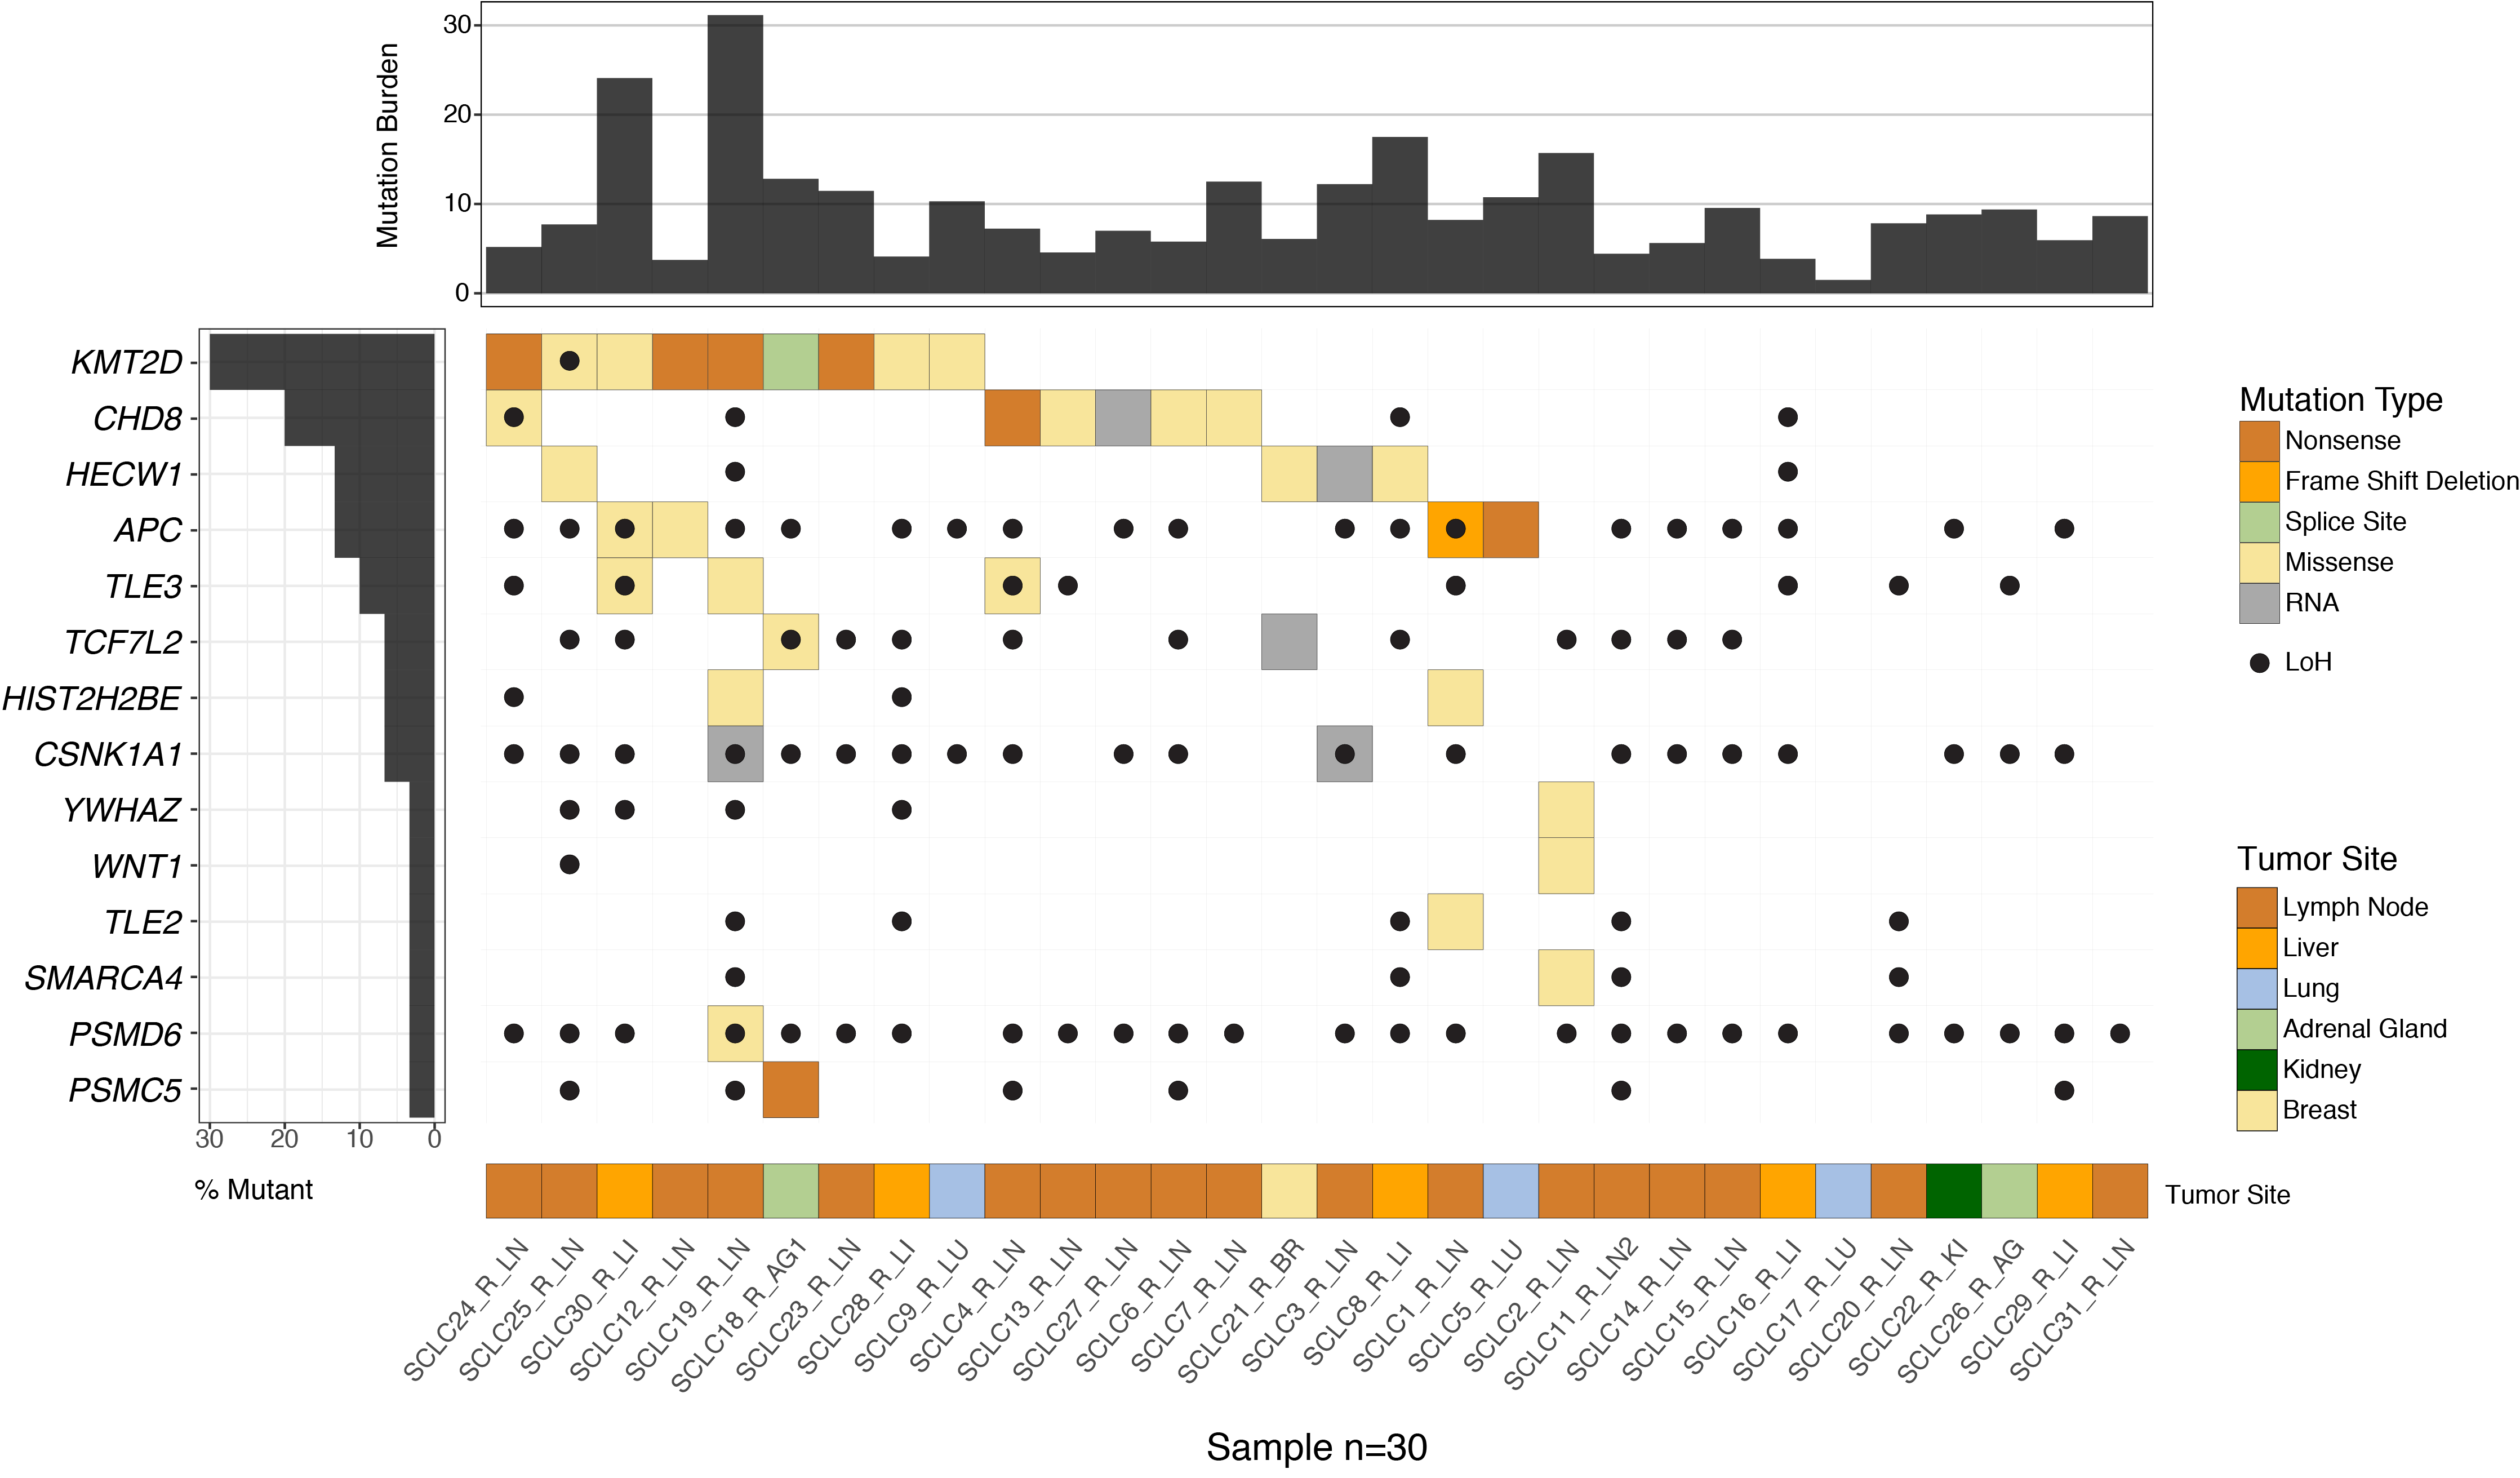 Mutation Burden
30
20
10
0
KMT2D
CHD8
HECW1
APC
TLE3
TCF7L2
HIST2H2BE
CSNK1A1
YWHAZ
WNT1
TLE2
SMARCA4
PSMD6
PSMC5
30 20 10 0
% Mutant
Mutation Type
Nonsense
Frame Shift Deletion
Splice Site
Missense
RNA
LoH
Tumor Site
Lymph Node
Liver
Lung
Adrenal Gland
Kidney
Breast
Tumor Site
SCLC24_R_LN
SCLC25_R_LN
SCLC30_R_LI
SCLC12_R_LN
SCLC19_R_LN
SCLC18_R_AG1
SCLC23_R_LN
SCLC28_R_LI
SCLC9_R_LU
SCLC4_R_LN
SCLC13_R_LN
SCLC27_R_LN
SCLC6_R_LN
SCLC7_R_LN
SCLC21_R_BR
SCLC3_R_LN
SCLC8_R_LI
SCLC1_R_LN
SCLC5_R_LU
SCLC2_R_LN
SCLC11_R_LN2
SCLC14_R_LN
SCLC15_R_LN
SCLC16_R_LI
SCLC17_R_LU
SCLC20_R_LN
SCLC22_R_KI
SCLC26_R_AG
SCLC29_R_LI
SCLC31_R_LN
Sample n=30